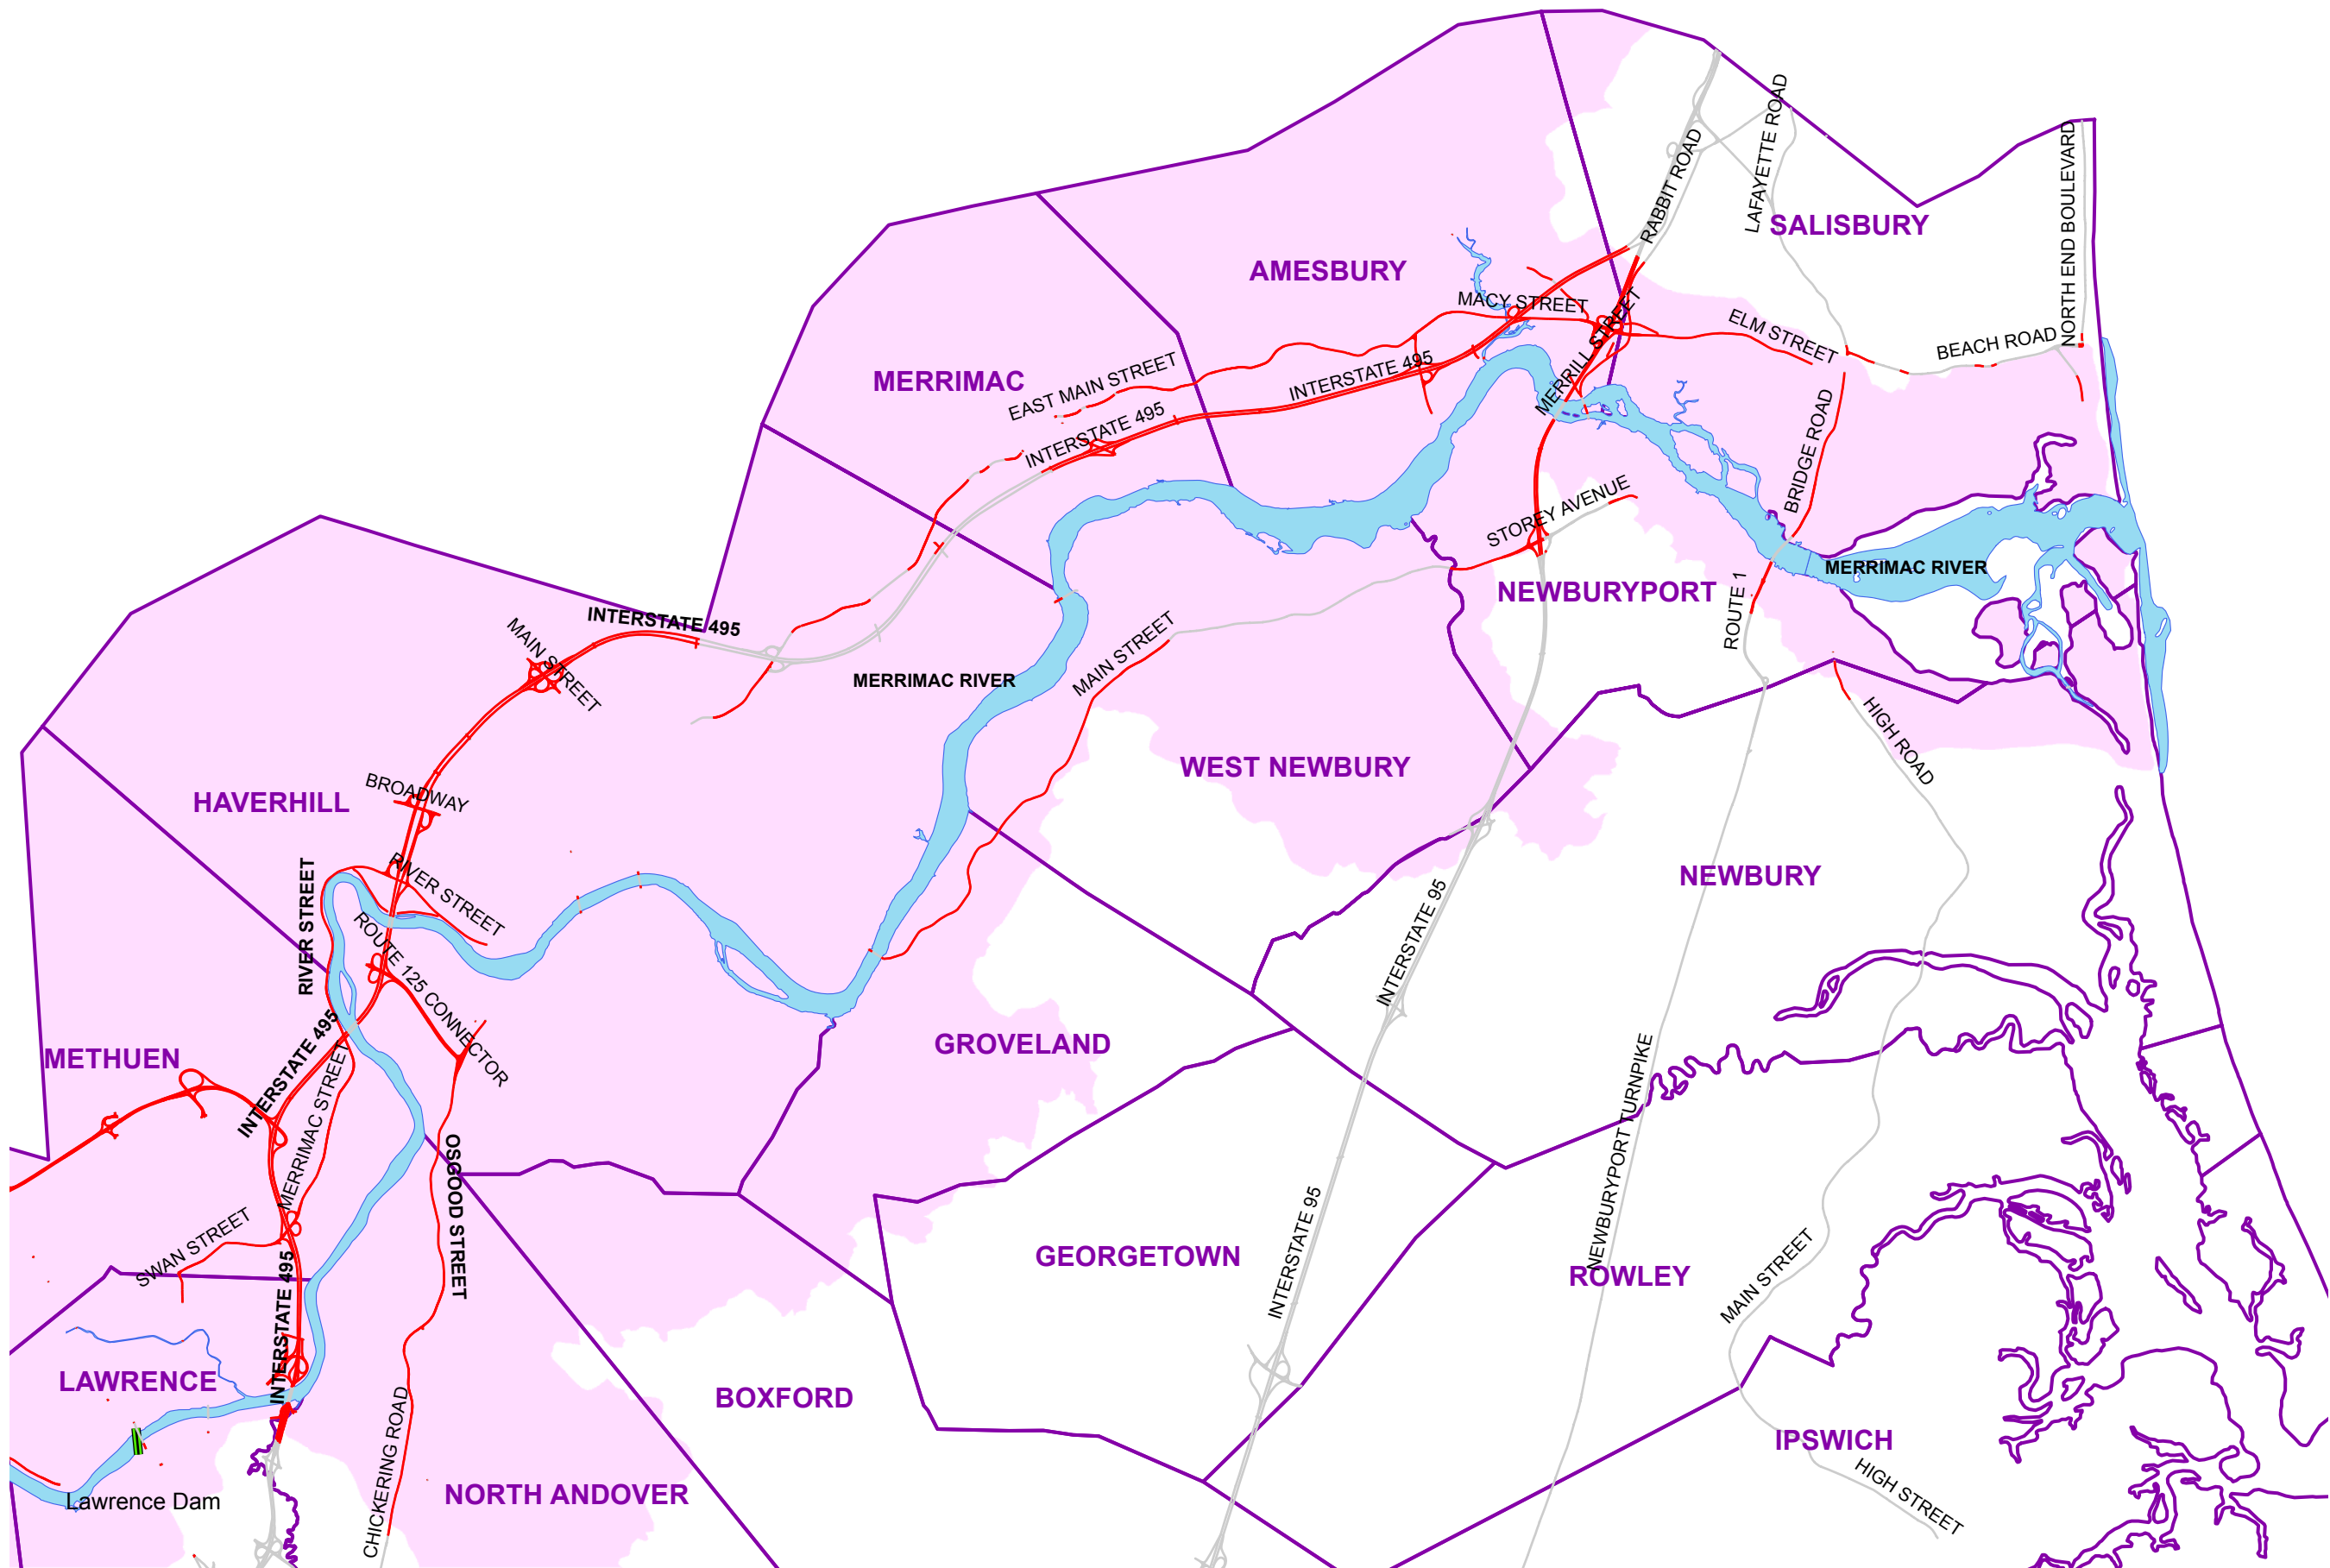 RABBIT ROAD
LAFAYETTE ROAD
NORTH END BOULEVARD
SALISBURY
AMESBURY
MACY STREET
MERRILL STREET
ELM STREET
BEACH ROAD
MERRIMAC
EAST MAIN STREET
INTERSTATE 495
INTERSTATE 495
BRIDGE ROAD
STOREY AVENUE
MERRIMAC RIVER
NEWBURYPORT
ROUTE 1
INTERSTATE 495
MAIN STREET
MERRIMAC RIVER
MAIN STREET
HIGH ROAD
WEST NEWBURY
HAVERHILL
BROADWAY
RIVER STREET
RIVER STREET
NEWBURY
ROUTE 125 CONNECTOR
INTERSTATE 95
GROVELAND
METHUEN
INTERSTATE 495
MERRIMAC STREET
NEWBURYPORT TURNPIKE
OSGOOD STREET
SWAN STREET
INTERSTATE 495
GEORGETOWN
INTERSTATE 95
ROWLEY
MAIN STREET
LAWRENCE
BOXFORD
CHICKERING ROAD
IPSWICH
HIGH STREET
NORTH ANDOVER
Lawrence Dam